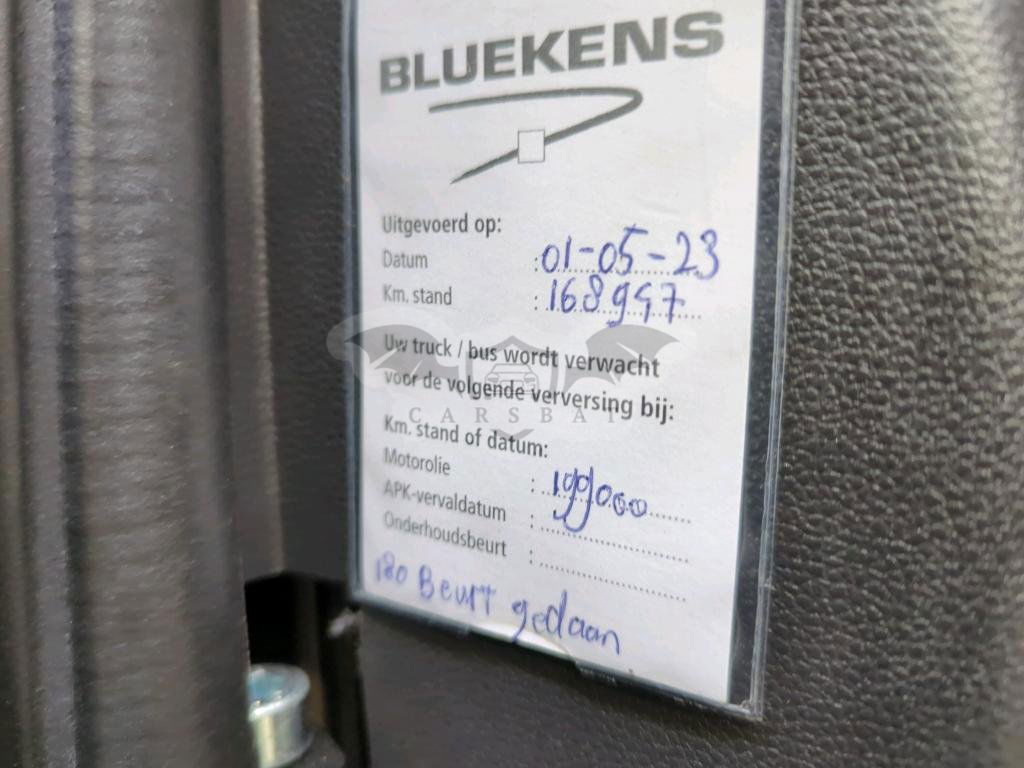 BLUEKENS
Uitgevoerd op:
Datum : 01-05-23
Km. stand : 168997
Uw truck / bus wordt verwacht
voor de volgende verversing bij:
CARSBAT
Km. stand of datum:
Motorolie : 199000
APK-vervaldatum :
Onderhoudsbeurt :
180 Beurt gedaan